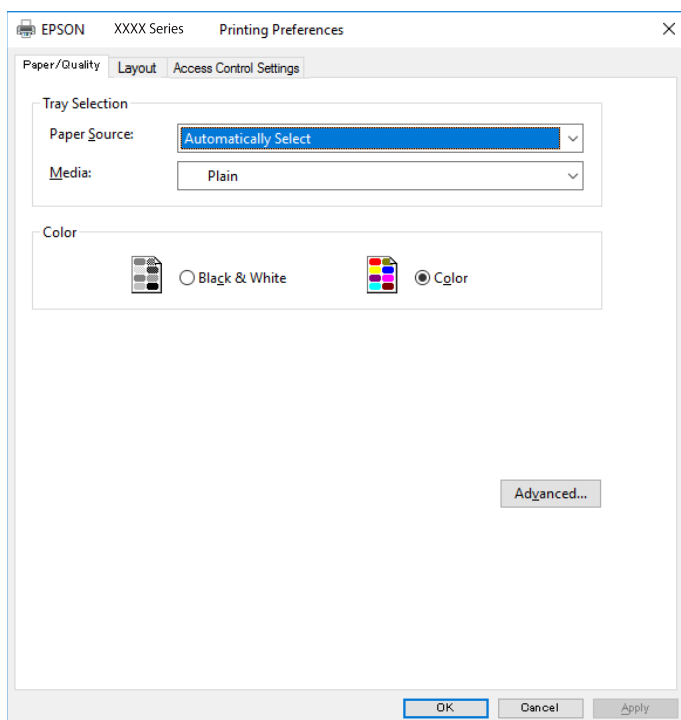 EPSON XXXX Series Printing Preferences
Paper/Quality Layout Access Control Settings
Tray Selection
Paper Source: Automatically Select
Media: Plain
Color
Black & White Color
Advanced...
OK Cancel Apply